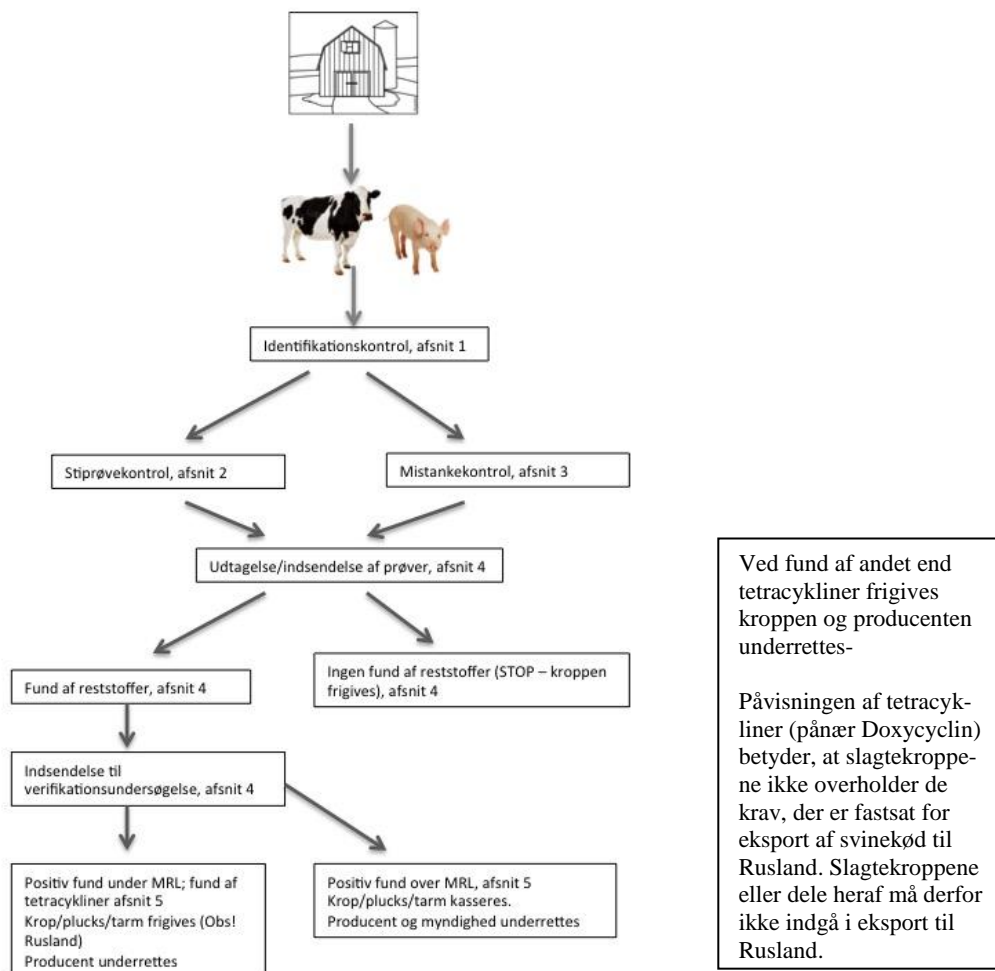 Identifikationskontrol, afsnit 1
Stiprøvekontrol, afsnit 2
Mistankekontrol, afsnit 3
Udtagelse/indsendelse af prøver, afsnit 4
Fund af reststoffer, afsnit 4
Ingen fund af reststoffer (STOP – kroppen
frigives), afsnit 4
Indsendelse til
verifikationsundersøgelse, afsnit 4
Positiv fund under MRL; fund af
tetracykliner afsnit 5
Krop/plucks/tarm frigives (Obs!
Rusland)
Producent underrettes
Positiv fund over MRL, afsnit 5
Krop/plucks/tarm kasseres.
Producent og myndighed underrettes
Ved fund af andet end
tetracykliner frigives
kroppen og producenten
underrettes-
Påvisningen af tetracyk-
liner (pånær Doxycyclin)
betyder, at slagtekroppe-
ne ikke overholder de
krav, der er fastsat for
eksport af svinekød til
Rusland. Slagtekroppene
eller dele heraf må derfor
ikke indgå i eksport til
Rusland.